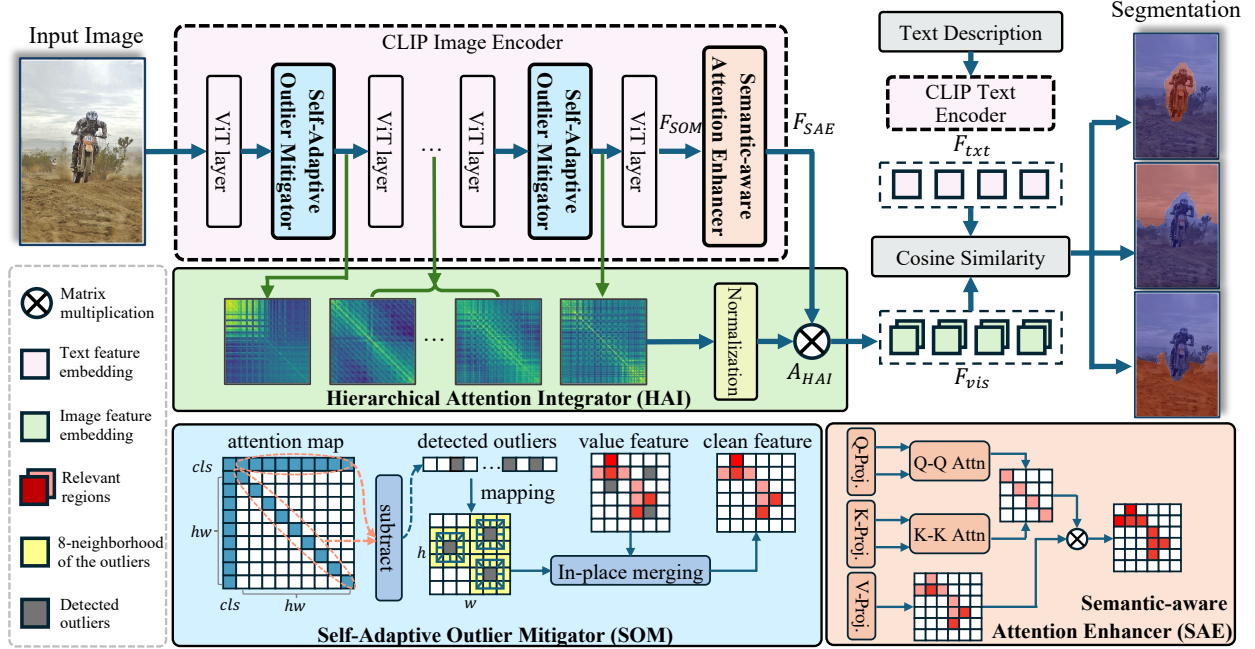 Input Image
CLIP Image Encoder
ViT layer
Self-Adaptive
Outlier Mitigator
ViT layer
...
ViT layer
Self-Adaptive
Outlier Mitigator
ViT layer
F_SOM
Semantic-aware
Attention Enhancer
F_SAE
Text Description
CLIP Text
Encoder
F_txt
Cosine Similarity
F_vis
Segmentation
Matrix
multiplication
Text feature
embedding
Image feature
embedding
Relevant
regions
8-neighborhood
of the outliers
Detected
outliers
...
Normalization
A_HAI
Hierarchical Attention Integrator (HAI)
attention map
cls
hw
cls
hw
subtract
detected outliers
...
mapping
h
w
value feature
clean feature
In-place merging
Self-Adaptive Outlier Mitigator (SOM)
Q-Proj.
K-Proj.
V-Proj.
Q-Q Attn
K-K Attn
Semantic-aware
Attention Enhancer (SAE)